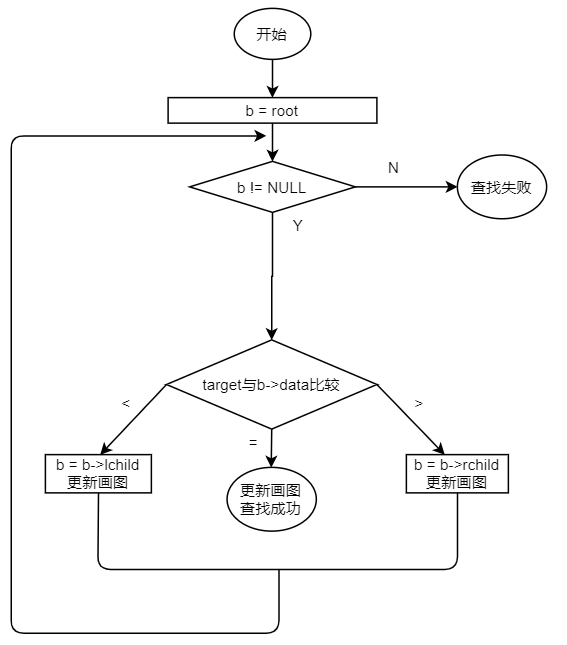 开始
b = root
b != NULL
N
查找失败
Y
target与b->data比较
<
=
>
b = b->lchild
更新画图
更新画图
查找成功
b = b->rchild
更新画图